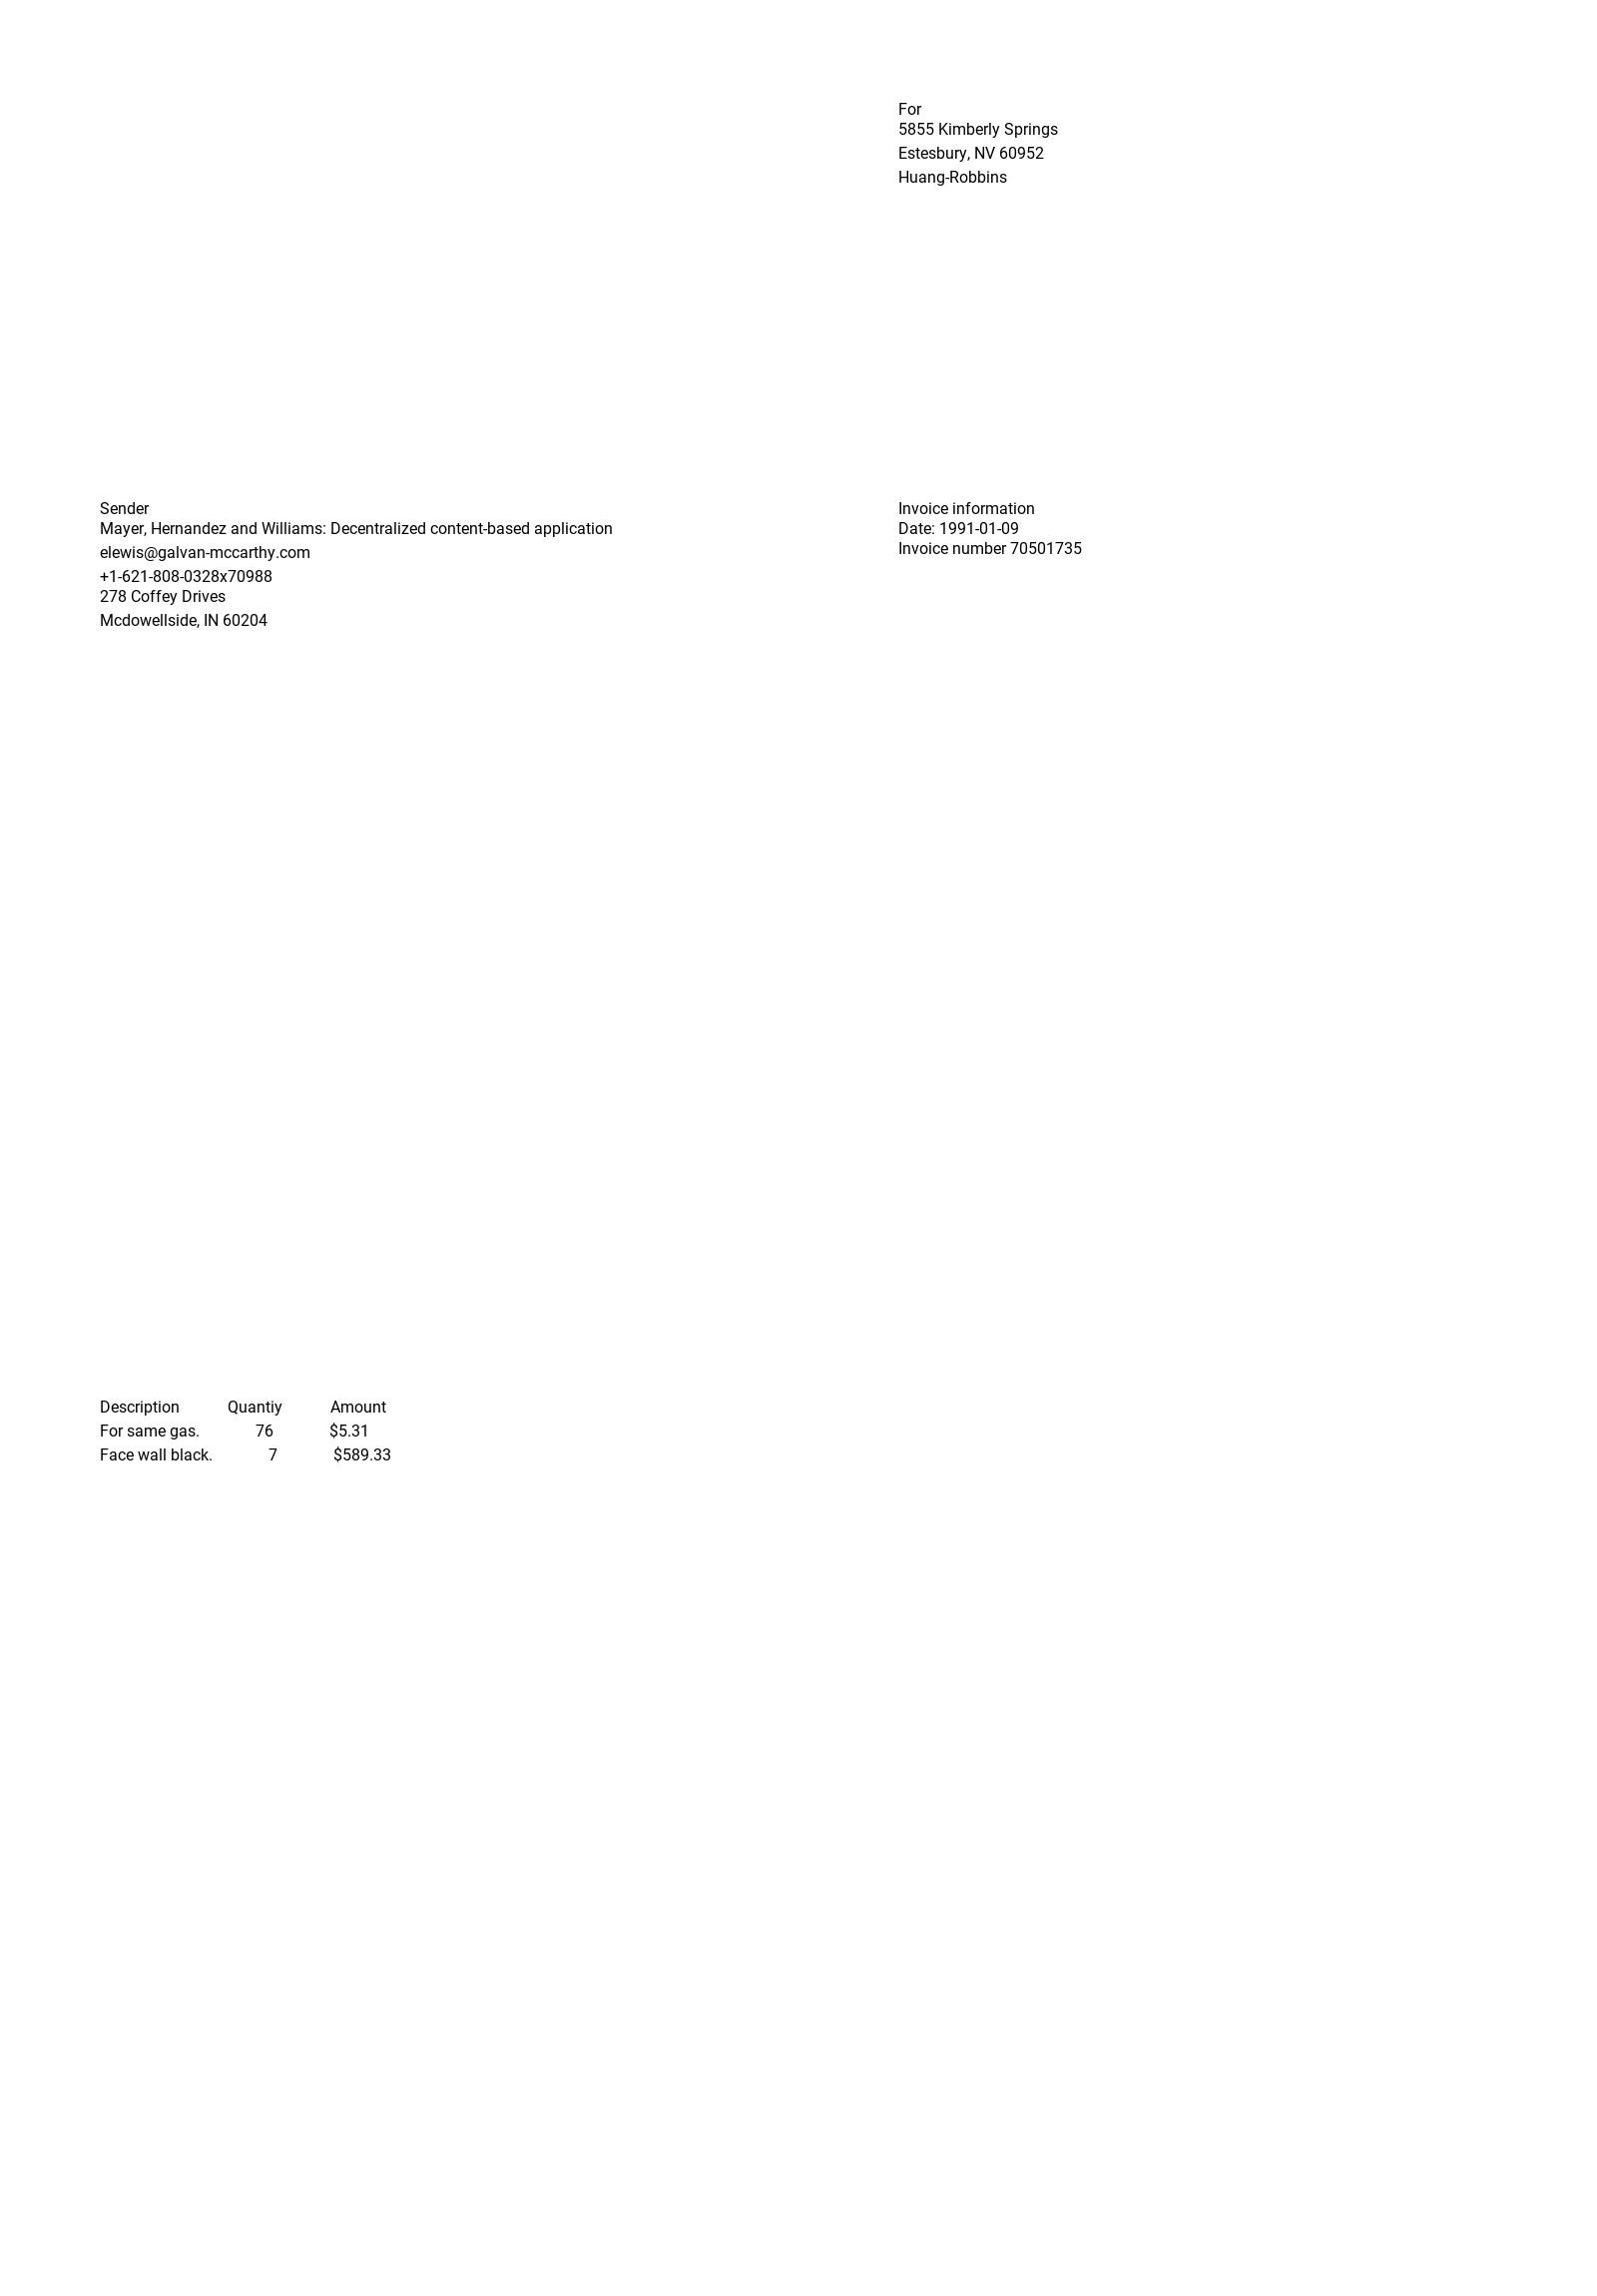 For
5855 Kimberly Springs
Estesbury, NV 60952
Huang-Robbins
Sender
Mayer, Hernandez and Williams: Decentralized content-based application
elewis@galvan-mccarthy.com
+1-621-808-0328x70988
278 Coffey Drives
Mcdowellside, IN 60204
Invoice information
Date: 1991-01-09
Invoice number 70501735
Description Quantiy Amount
For same gas. 76 $5.31
Face wall black. 7 $589.33